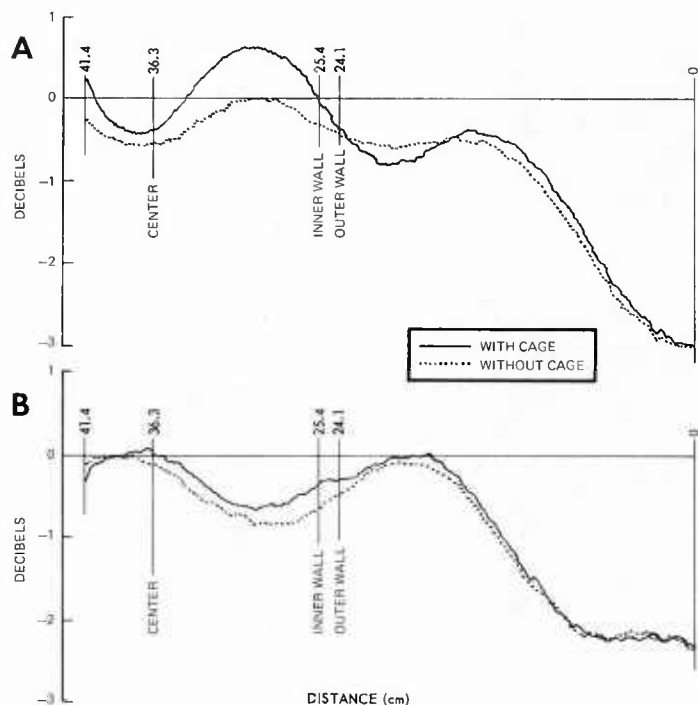 A
1
0
-1
-2
-3
DECIBELS
41.4
36.3
25.4
24.1
0
CENTER
INNER WALL
OUTER WALL
WITH CAGE
WITHOUT CAGE
B
1
0
-1
-2
-3
DECIBELS
41.4
36.3
25.4
24.1
0
CENTER
INNER WALL
OUTER WALL
DISTANCE (cm)